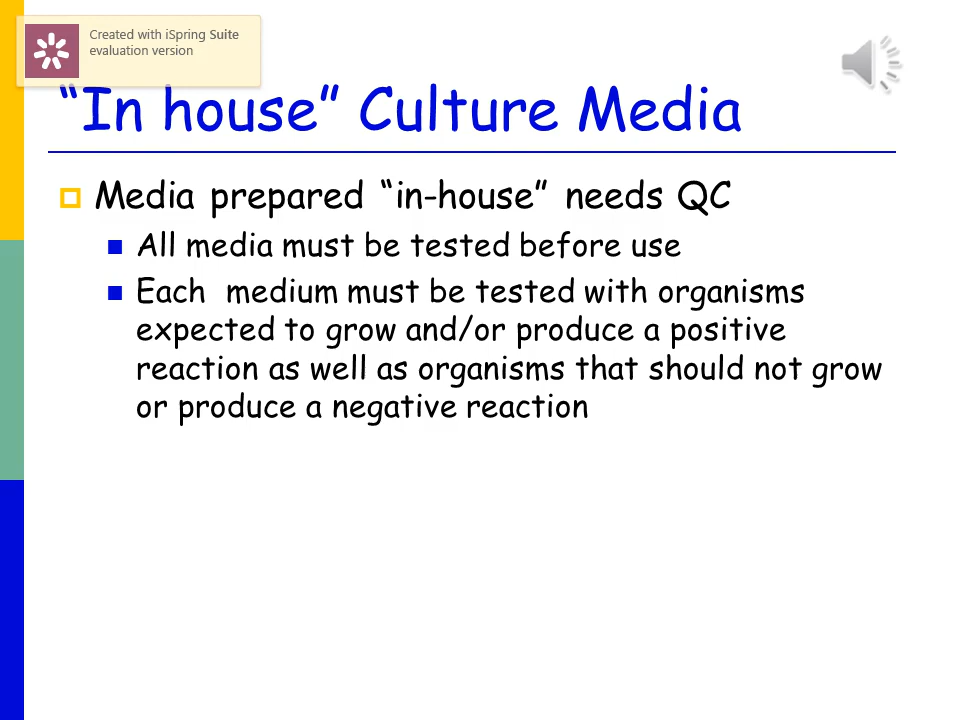 Created with iSpring Suite
evaluation version
“In house” Culture Media
Media prepared “in-house” needs QC
All media must be tested before use
Each medium must be tested with organisms
expected to grow and/or produce a positive
reaction as well as organisms that should not grow
or produce a negative reaction